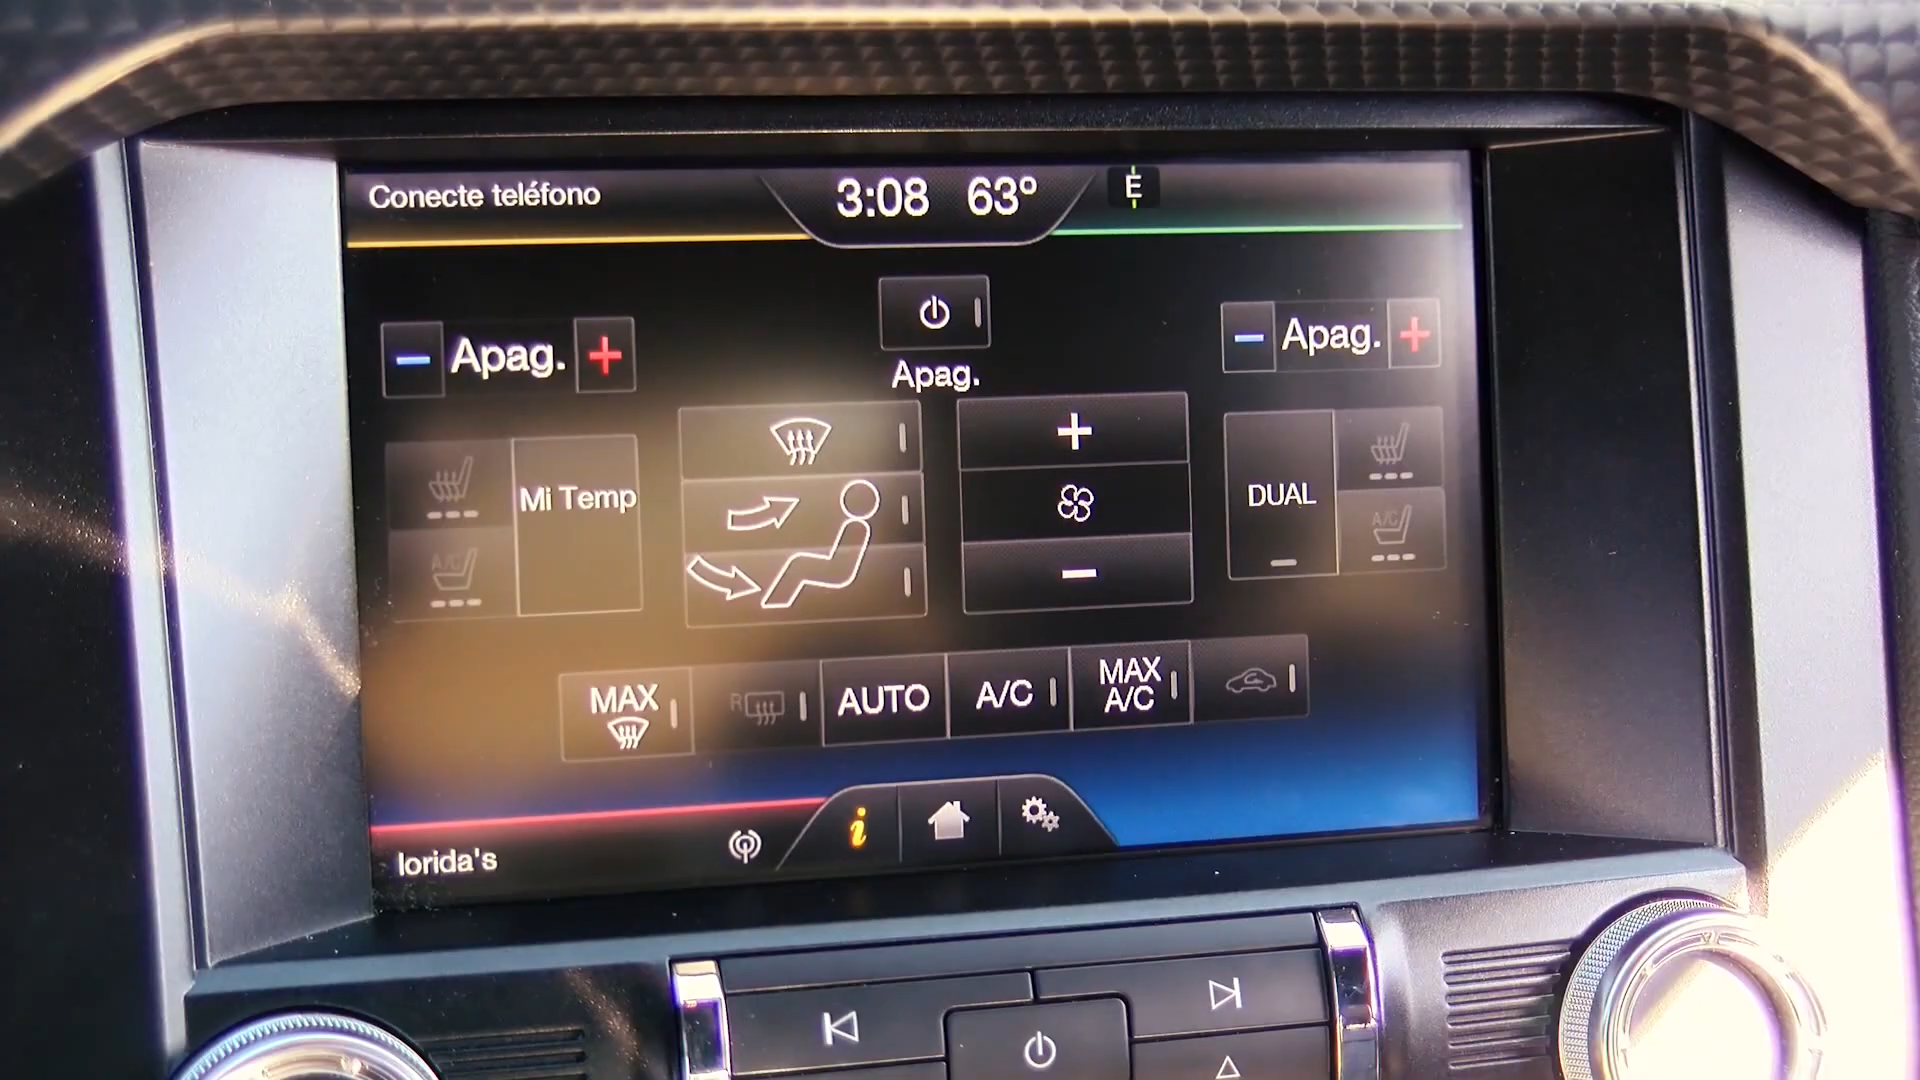 Conecte teléfono
3:08 63° E
Apag.
Apag.
Apag.
Mi Temp
DUAL
A/C
A/C
MAX
R
AUTO
A/C
MAX
A/C
i
lorida's